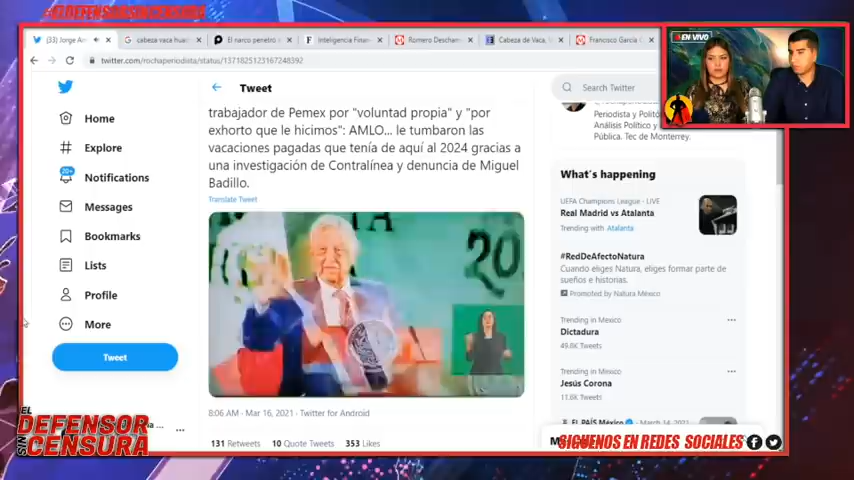 #ELDEFENSORSINCENSURA
(33) Jorge A
cabeza vaca hua
El narco penetró
Inteligencia Finan
Romero Descham
Cabeza de Vaca,
Francisco García
EN VIVO
twitter.com/rochaperiodista/status/1371825123167248392
Tweet
Search Twitter
Home
Explore
20+
Notifications
Messages
Bookmarks
Lists
Profile
More
Tweet
trabajador de Pemex por "voluntad propia" y "por
exhorto que le hicimos": AMLO... le tumbaron las
vacaciones pagadas que tenía de aquí al 2024 gracias a
una investigación de Contralínea y denuncia de Miguel
Badillo.
Translate Tweet
20
8:06 AM · Mar 16, 2021 · Twitter for Android
131 Retweets 10 Quote Tweets 353 Likes
Periodista y Polító
Análisis Político y
Pública. Tec de Monterrey.
What's happening
UEFA Champions League · LIVE
Real Madrid vs Atalanta
Trending with Atalanta
#RedDeAfectoNatura
Cuando eliges Natura, eliges formar parte de
sueños e historias.
Promoted by Natura México
Trending in Mexico
Dictadura
49.8K Tweets
Trending in Mexico
Jesús Corona
11.6K Tweets
EL PAÍS México · March 14, 2021
EL
DEFENSOR
SIN
CENSURA
SIGUENOS EN REDES SOCIALES